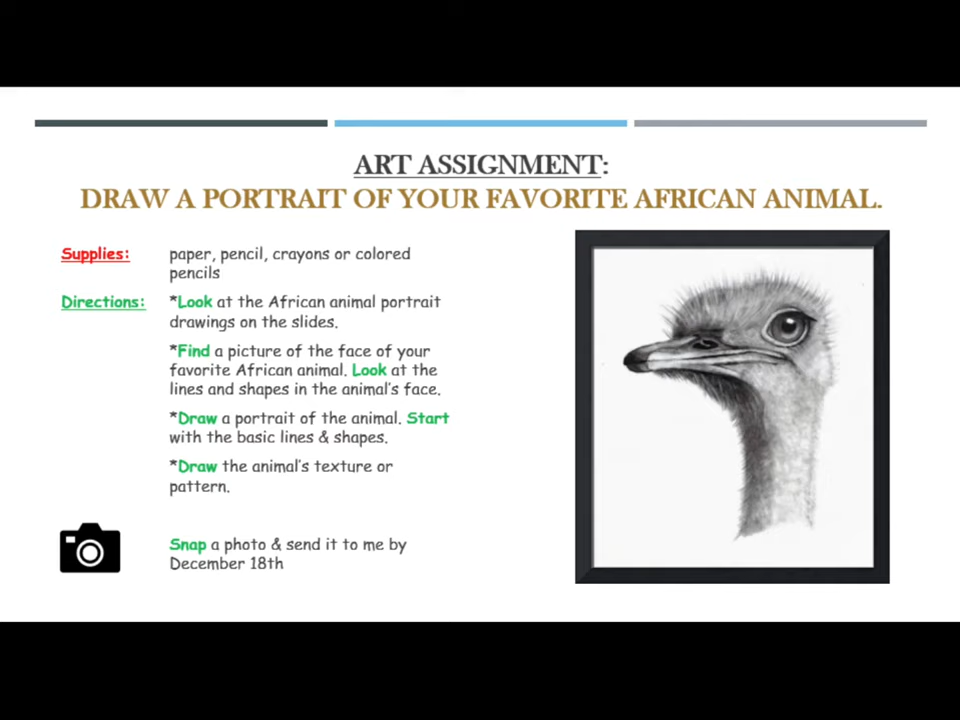 ART ASSIGNMENT:
DRAW A PORTRAIT OF YOUR FAVORITE AFRICAN ANIMAL.
Supplies: paper, pencil, crayons or colored
pencils
Directions: *Look at the African animal portrait
drawings on the slides.
*Find a picture of the face of your
favorite African animal. Look at the
lines and shapes in the animal's face.
*Draw a portrait of the animal. Start
with the basic lines & shapes.
*Draw the animal's texture or
pattern.
Snap a photo & send it to me by
December 18th